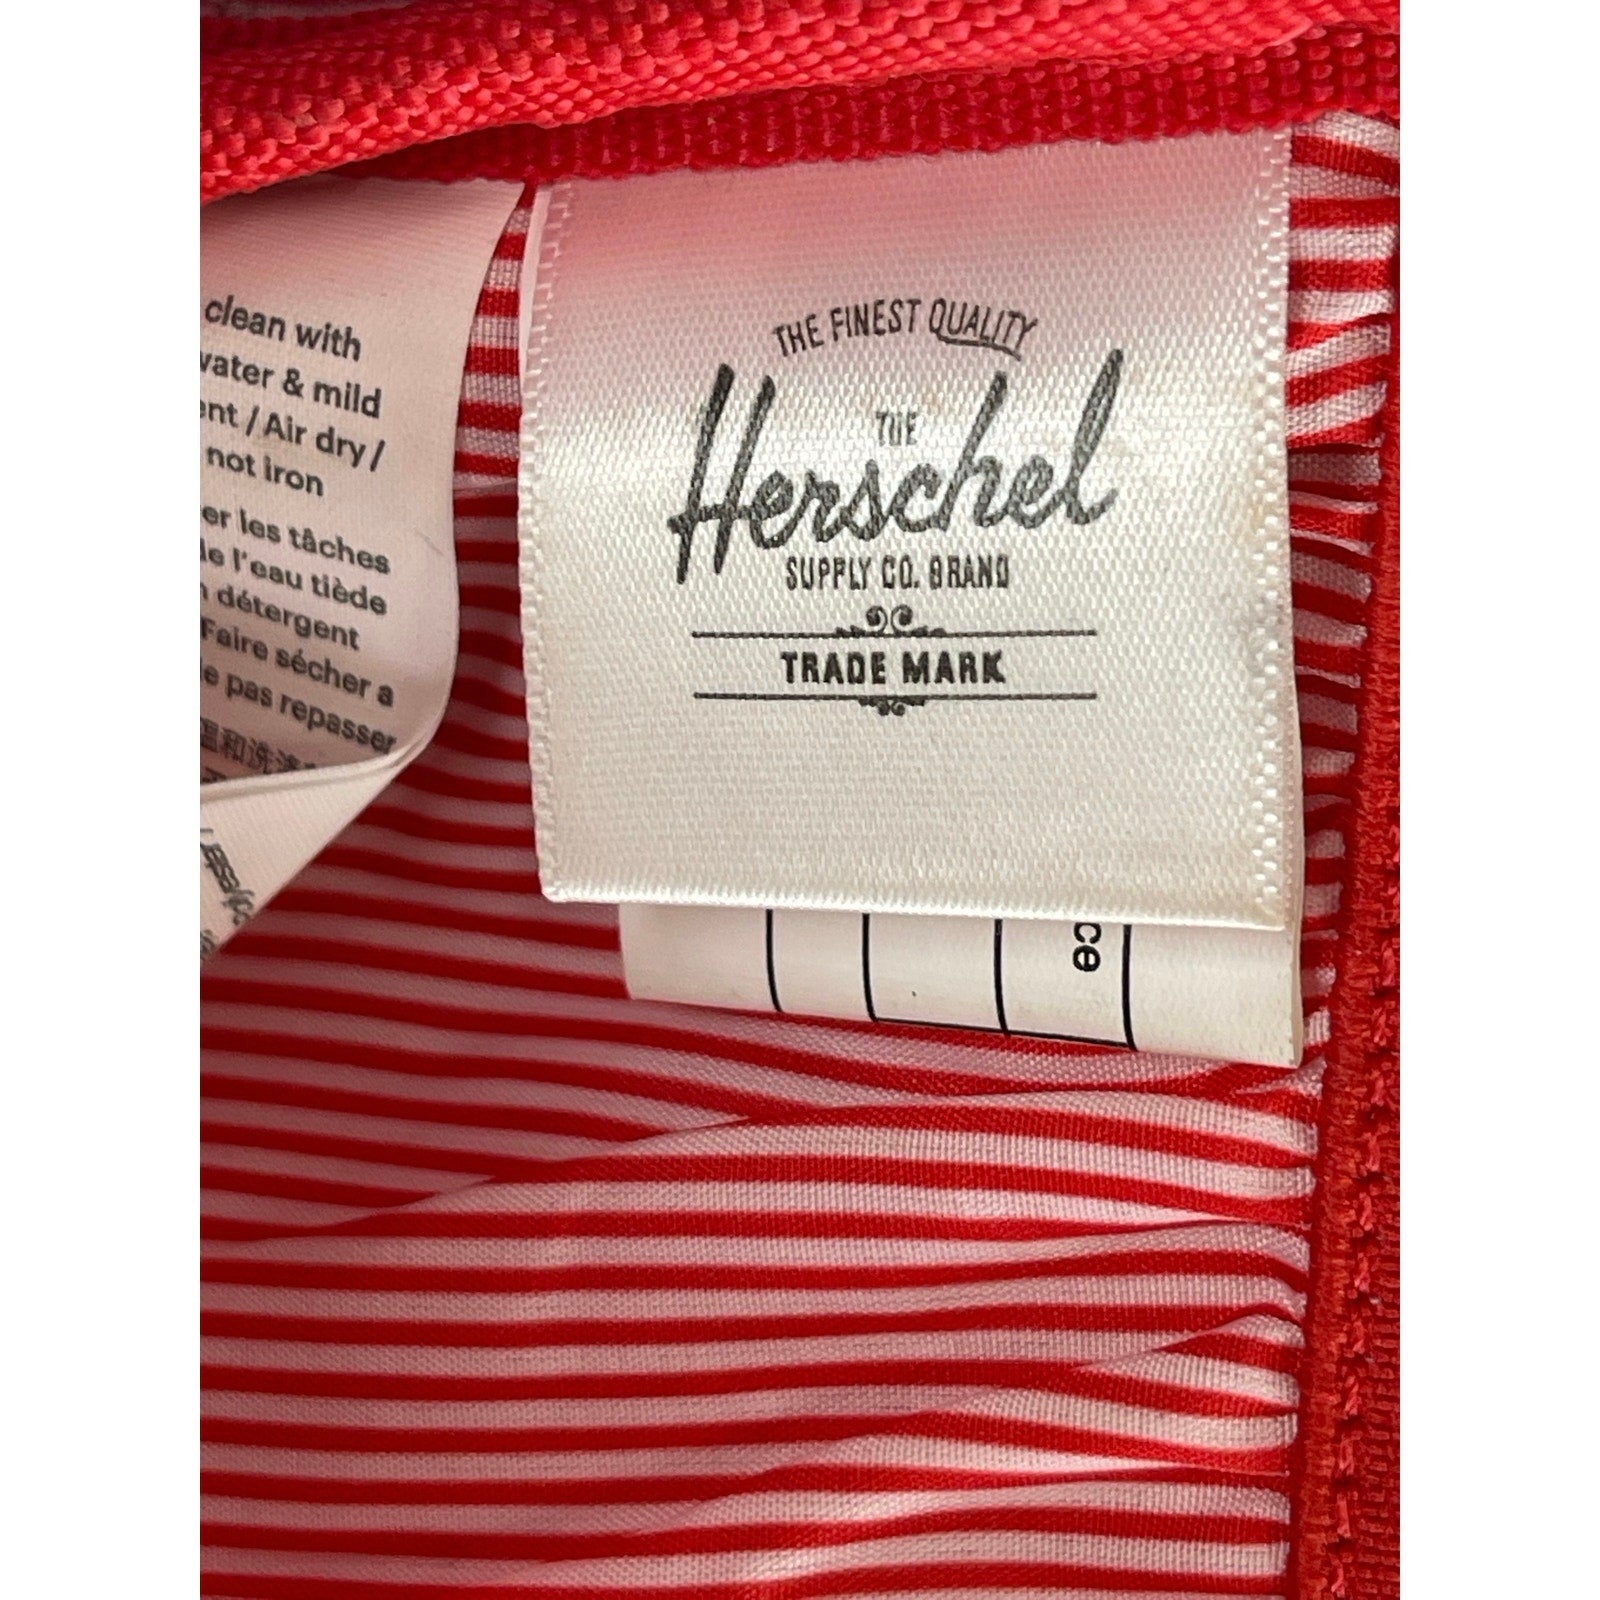 clean with
water & mild
ent / Air dry /
not iron
er les tâches
de l'eau tiède
détergent
Faire sécher a
e pas repasser
THE FINEST QUALITY
THE
Herschel
SUPPLY CO. BRAND
TRADE MARK
ce